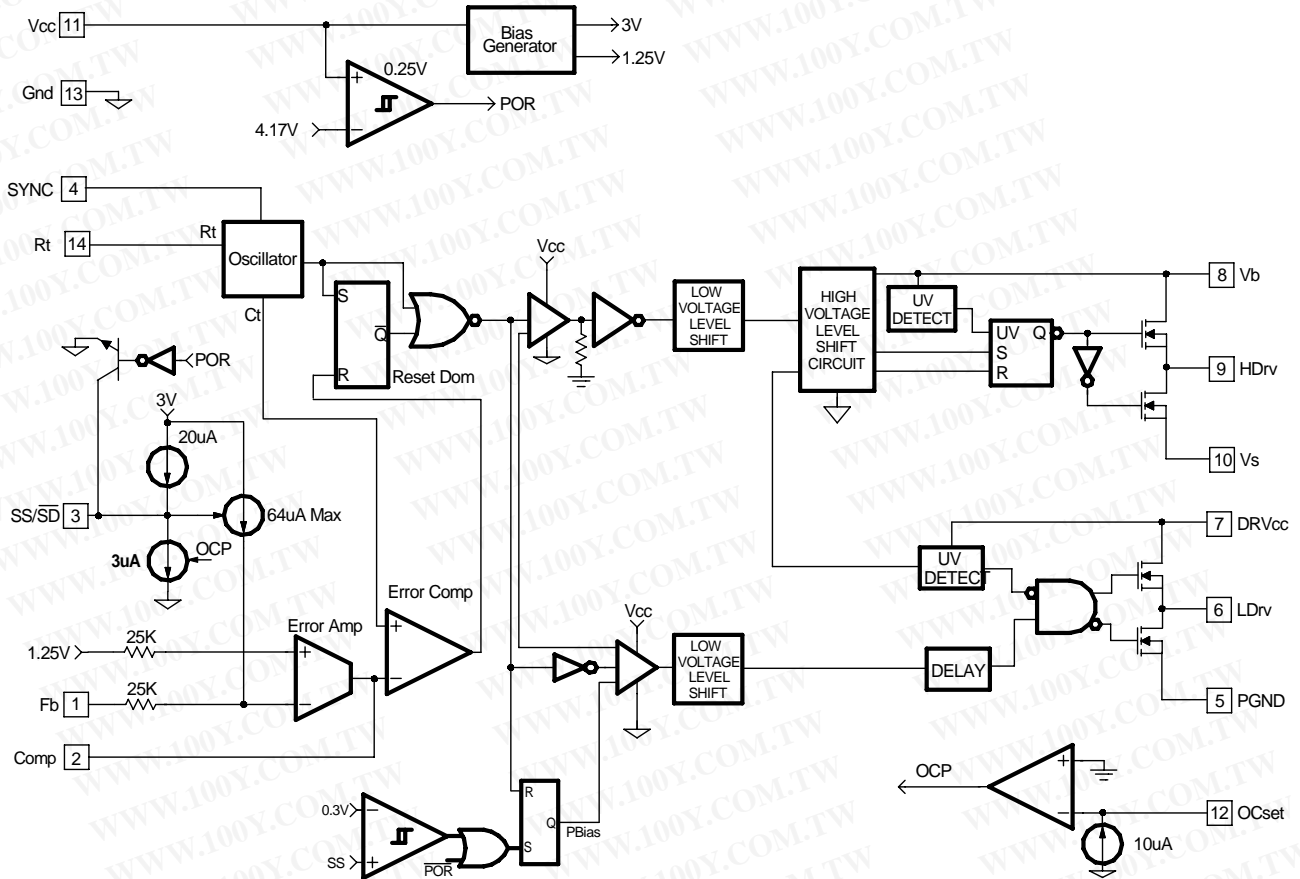 Vcc 11
Bias
Generator
3V
1.25V
0.25V
+
−
4.17V
POR
Gnd 13
SYNC 4
Rt 14
Rt
Oscillator
Ct
S
Q
R
Reset Dom
POR
3V
20uA
SS/SD 3
64uA Max
OCP
3uA
1.25V
25K
Error Amp
+
−
Error Comp
+
−
Fb 1
25K
Comp 2
Vcc
LOW
VOLTAGE
LEVEL
SHIFT
HIGH
VOLTAGE
LEVEL
SHIFT
CIRCUIT
UV
DETECT
UV Q
S
R
8 Vb
9 HDrv
10 Vs
7 DRVcc
UV
DETECT
6 LDrv
Vcc
LOW
VOLTAGE
LEVEL
SHIFT
DELAY
5 PGND
0.3V
−
SS
+
POR
R
Q
S
PBias
OCP
+
−
12 OCset
10uA
WWW.100Y.COM.TW